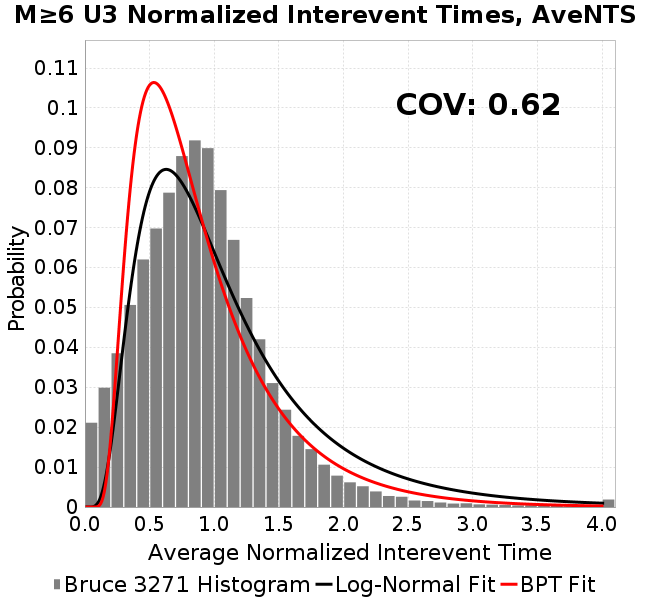 M≥6 U3 Normalized Interevent Times, AveNTS
COV: 0.62
Probability
0.11
0.1
0.09
0.08
0.07
0.06
0.05
0.04
0.03
0.02
0.01
0
0.0 0.5 1.0 1.5 2.0 2.5 3.0 3.5 4.0
Average Normalized Interevent Time
Bruce 3271 Histogram Log-Normal Fit BPT Fit